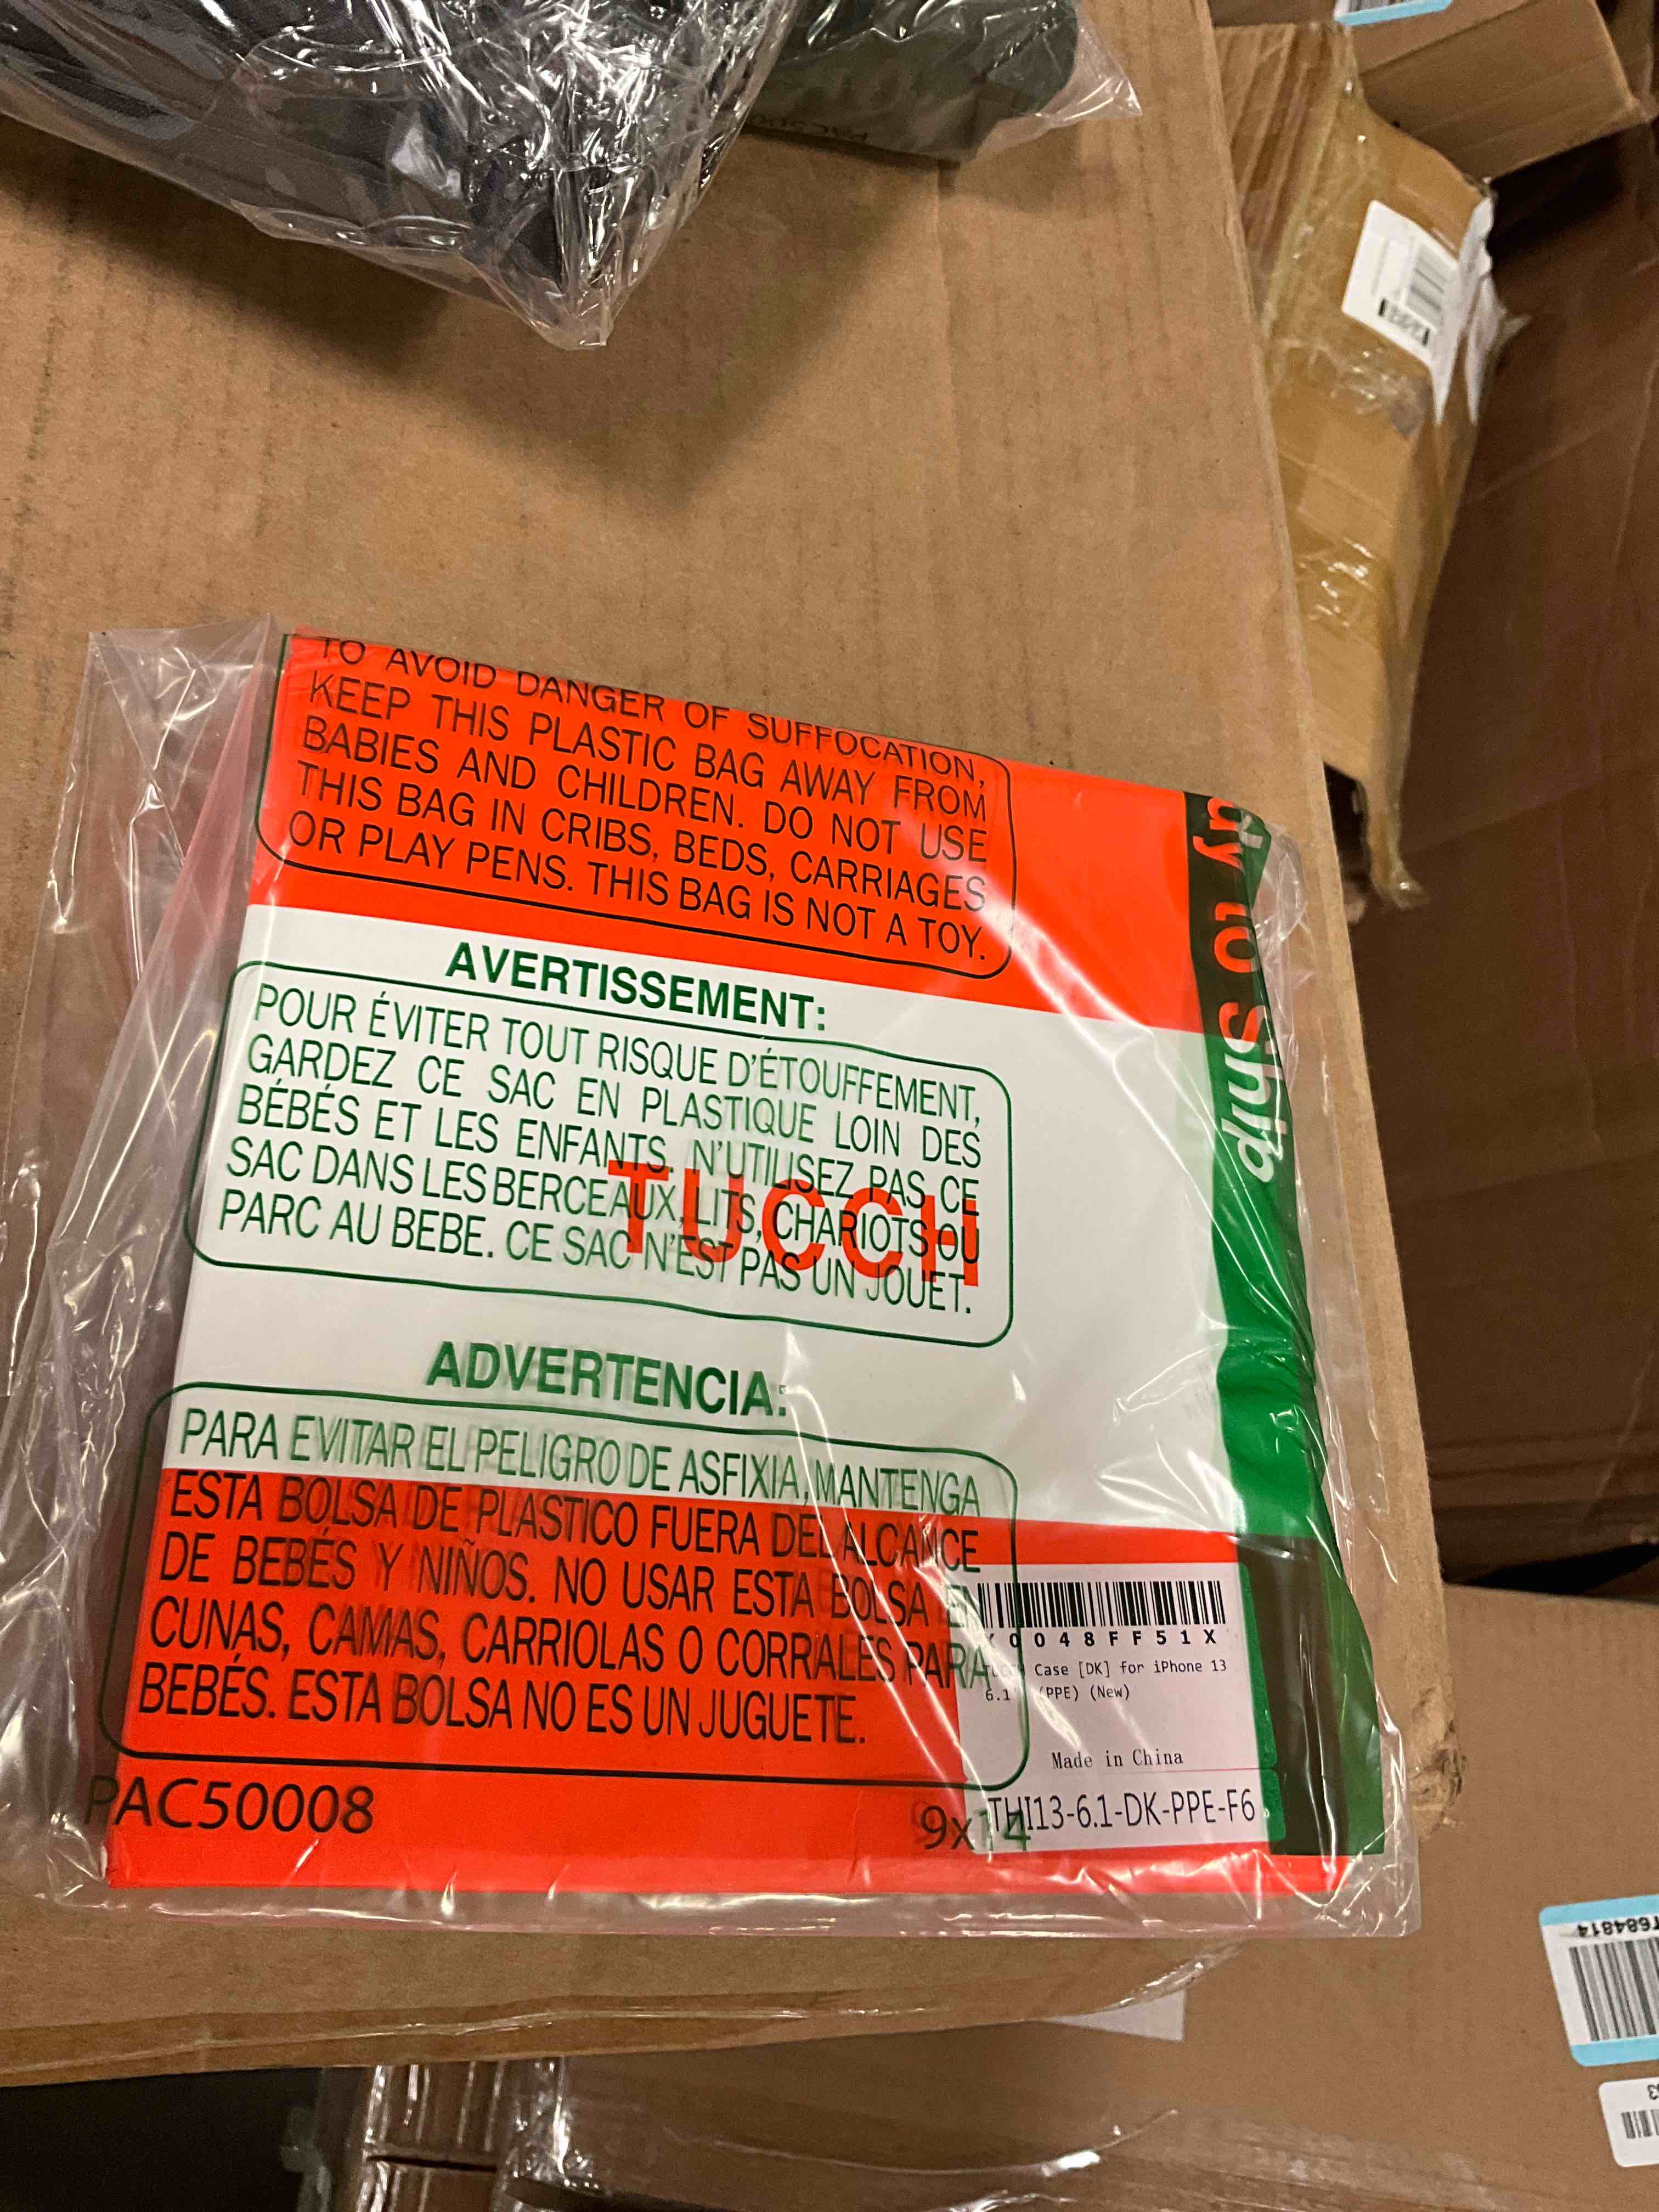 TO AVOID DANGER OF SUFFOCATION,
KEEP THIS PLASTIC BAG AWAY FROM
BABIES AND CHILDREN. DO NOT USE
THIS BAG IN CRIBS, BEDS, CARRIAGES
OR PLAY PENS. THIS BAG IS NOT A TOY.
AVERTISSEMENT:
POUR ÉVITER TOUT RISQUE D'ÉTOUFFEMENT,
GARDEZ CE SAC EN PLASTIQUE LOIN DES
BÉBÉS ET LES ENFANTS. N'UTILISEZ PAS CE
SAC DANS LES BERCEAUX, LITS, CHARIOTS OU
PARC AU BEBE. CE SAC N'EST PAS UN JOUET.
TUCCH
ADVERTENCIA:
PARA EVITAR EL PELIGRO DE ASFIXIA, MANTENGA
ESTA BOLSA DE PLASTICO FUERA DEL ALCANCE
DE BEBÉS Y NIÑOS. NO USAR ESTA BOLSA EN
CUNAS, CAMAS, CARRIOLAS O CORRALES PARA
BEBÉS. ESTA BOLSA NO ES UN JUGUETE.
PAC50008
9x14
dy to Ship
X0048FF51X
Case [DK] for iPhone 13
6.1 (PPE) (New)
Made in China
THI13-6.1-DK-PPE-F6
T684814